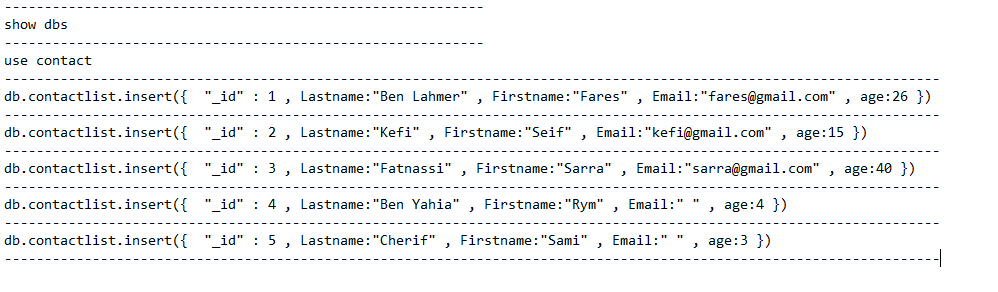 ------------------------------------------------------------
show dbs
------------------------------------------------------------
use contact
---------------------------------------------------------------------------------------------------------------------
db.contactlist.insert({  "_id" : 1 , Lastname:"Ben Lahmer" , Firstname:"Fares" , Email:"fares@gmail.com" , age:26 })
---------------------------------------------------------------------------------------------------------------------
db.contactlist.insert({  "_id" : 2 , Lastname:"Kefi" , Firstname:"Seif" , Email:"kefi@gmail.com" , age:15 })
---------------------------------------------------------------------------------------------------------------------
db.contactlist.insert({  "_id" : 3 , Lastname:"Fatnassi" , Firstname:"Sarra" , Email:"sarra@gmail.com" , age:40 })
---------------------------------------------------------------------------------------------------------------------
db.contactlist.insert({  "_id" : 4 , Lastname:"Ben Yahia" , Firstname:"Rym" , Email:" " , age:4 })
---------------------------------------------------------------------------------------------------------------------
db.contactlist.insert({  "_id" : 5 , Lastname:"Cherif" , Firstname:"Sami" , Email:" " , age:3 })
---------------------------------------------------------------------------------------------------------------------